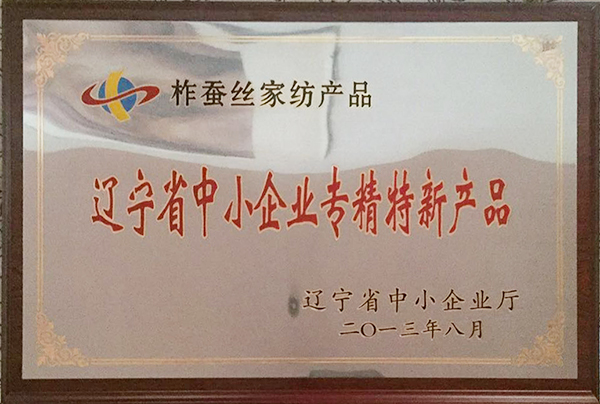 柞蚕丝家纺产品
辽宁省中小企业专精特新产品
辽宁省中小企业厅
二〇一三年八月